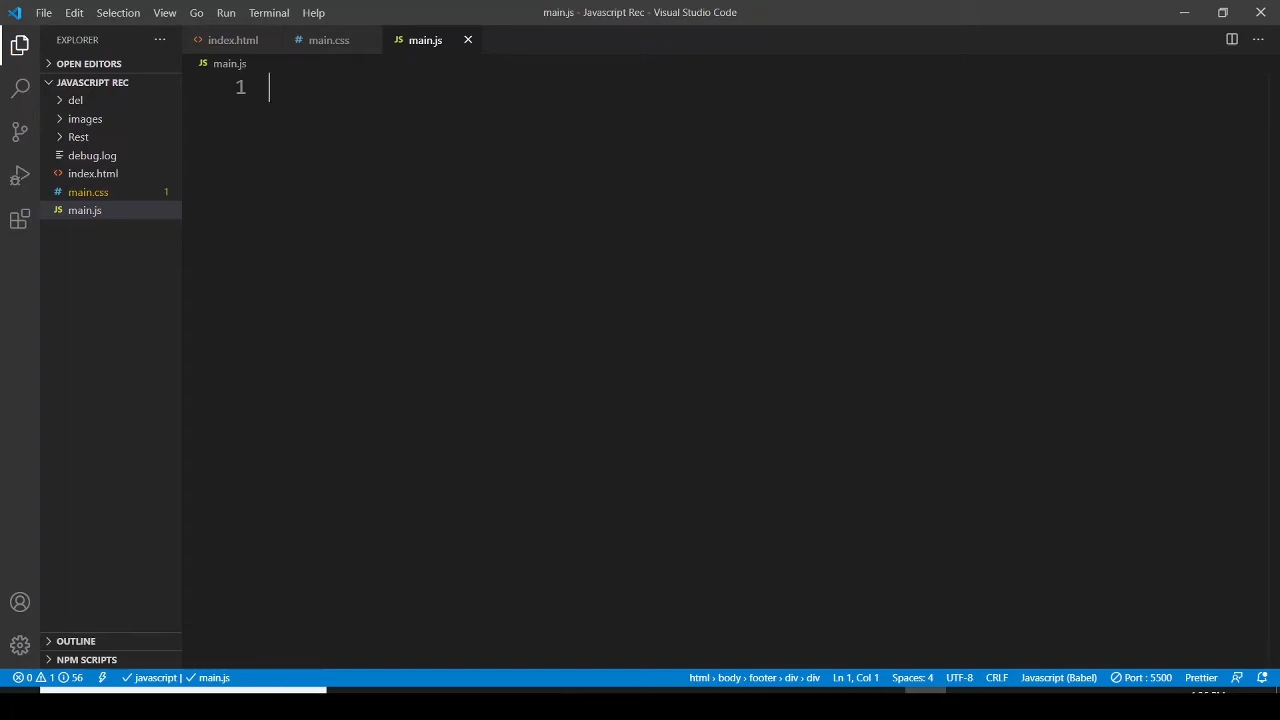 File Edit Selection View Go Run Terminal Help main.js - Javascript Rec - Visual Studio Code
EXPLORER ···
index.html main.css JS main.js
OPEN EDITORS
JAVASCRIPT REC
del
images
Rest
debug.log
index.html
# main.css 1
JS main.js
JS main.js
1
OUTLINE
NPM SCRIPTS
0 1 56 javascript | main.js html › body › footer › div › div Ln 1, Col 1 Spaces: 4 UTF-8 CRLF Javascript (Babel) Port : 5500 Prettier